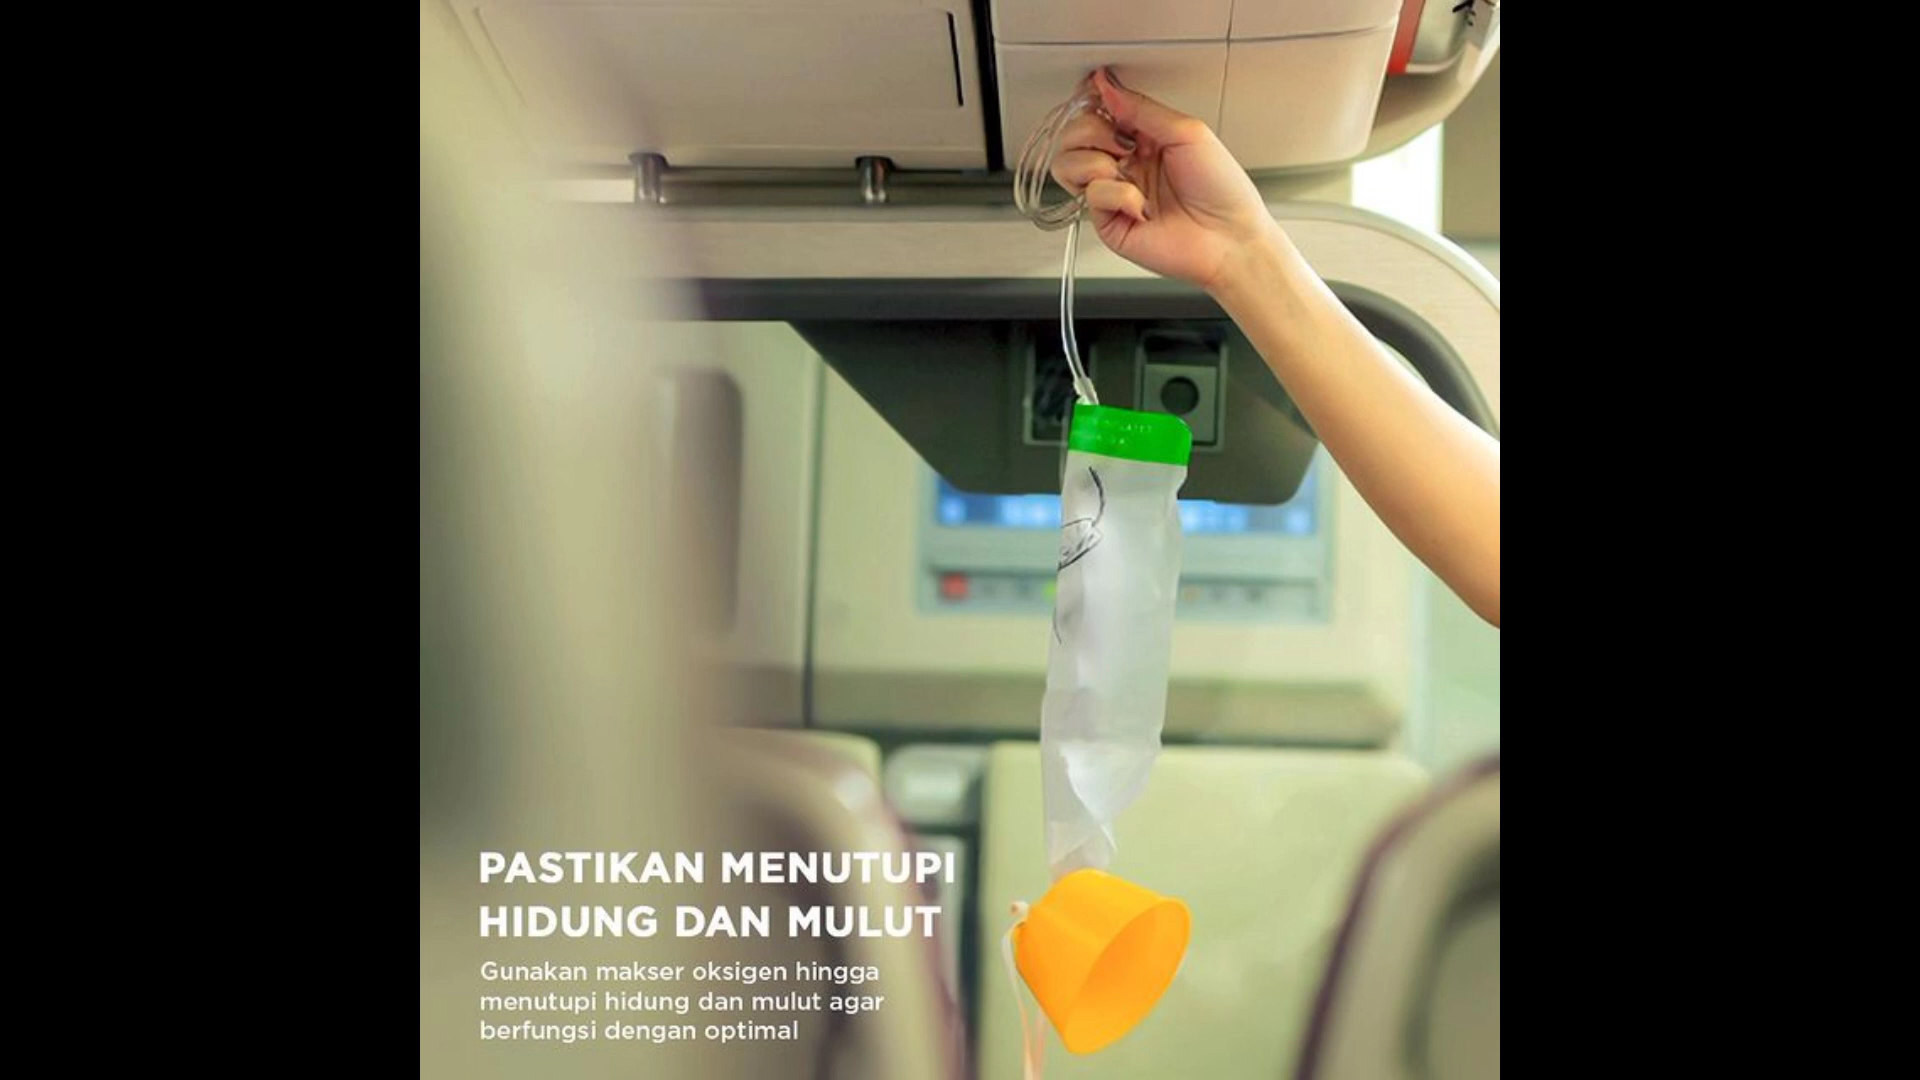 PASTIKAN MENUTUPI
HIDUNG DAN MULUT
Gunakan makser oksigen hingga
menutupi hidung dan mulut agar
berfungsi dengan optimal